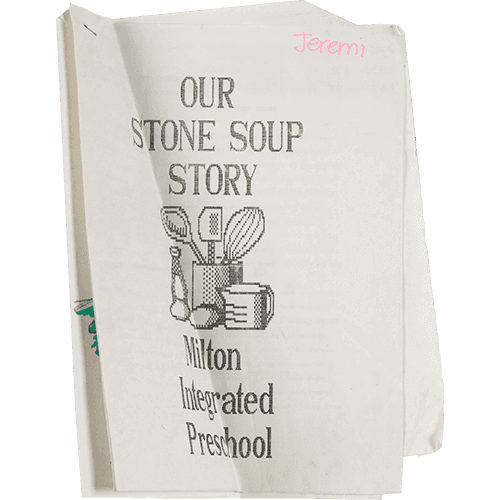 Jeremi
OUR
STONE SOUP
STORY
Milton
Integrated
Preschool